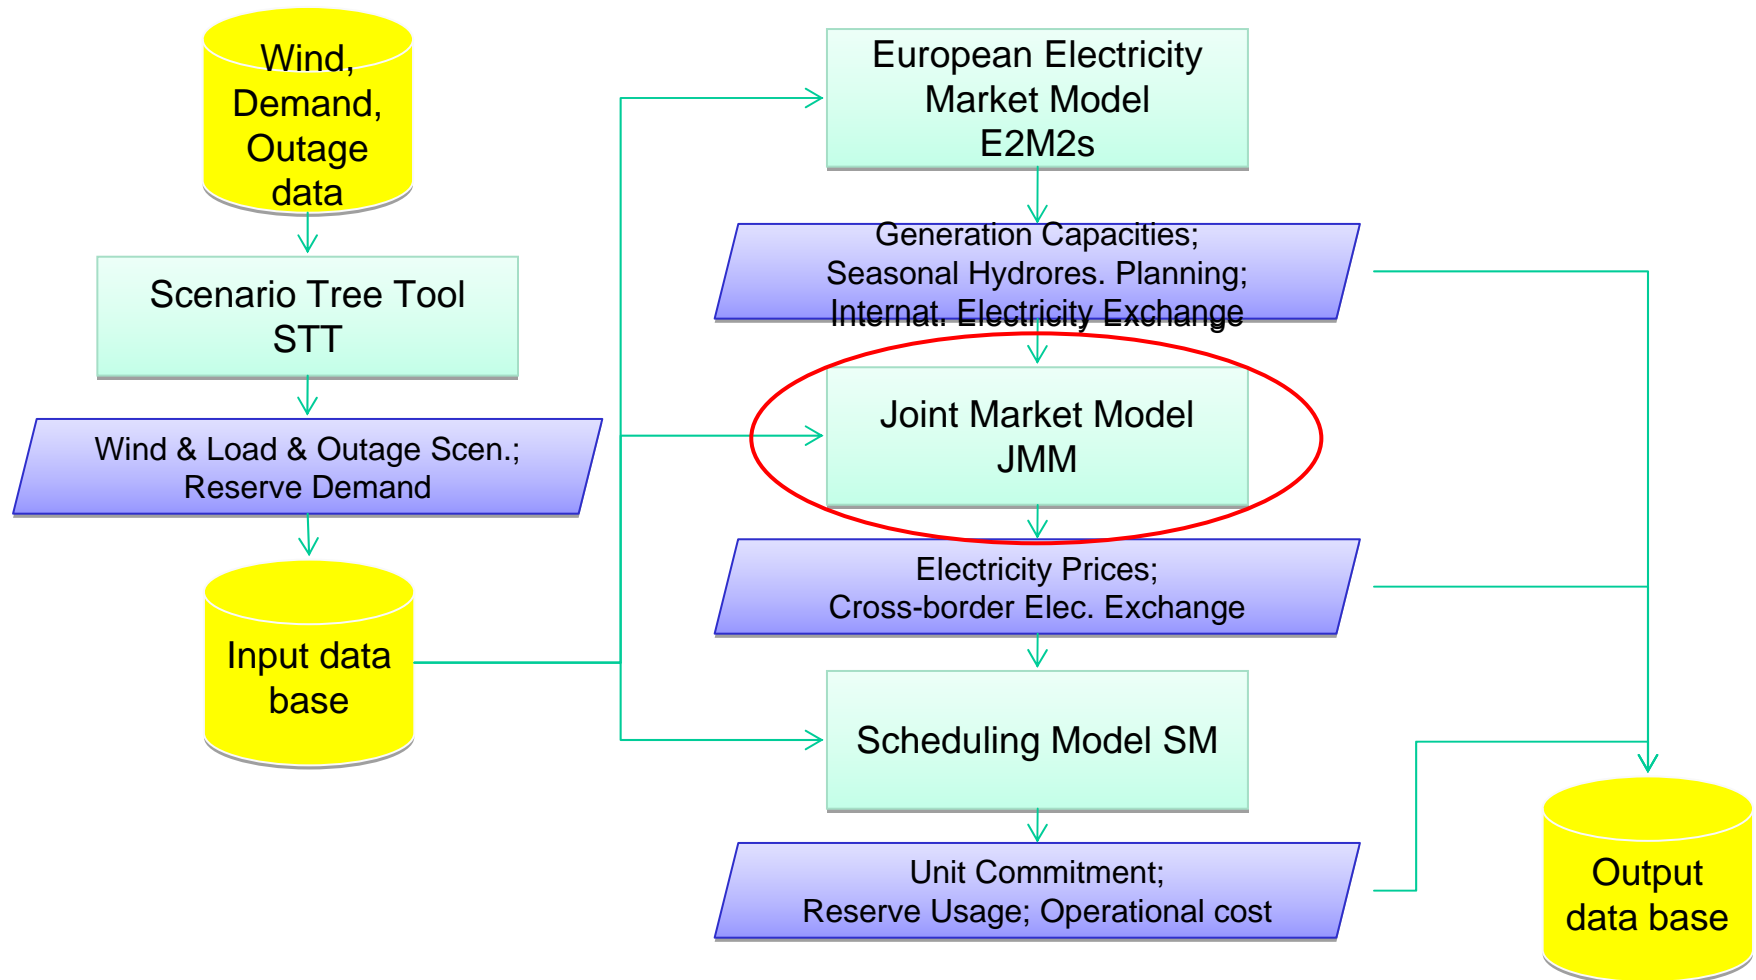 Wind,
Demand,
Outage
data
Scenario Tree Tool
STT
Wind & Load & Outage Scen.;
Reserve Demand
Input data
base
European Electricity
Market Model
E2M2s
Generation Capacities;
Seasonal Hydrores. Planning;
Internat. Electricity Exchange
Joint Market Model
JMM
Electricity Prices;
Cross-border Elec. Exchange
Scheduling Model SM
Unit Commitment;
Reserve Usage; Operational cost
Output
data base